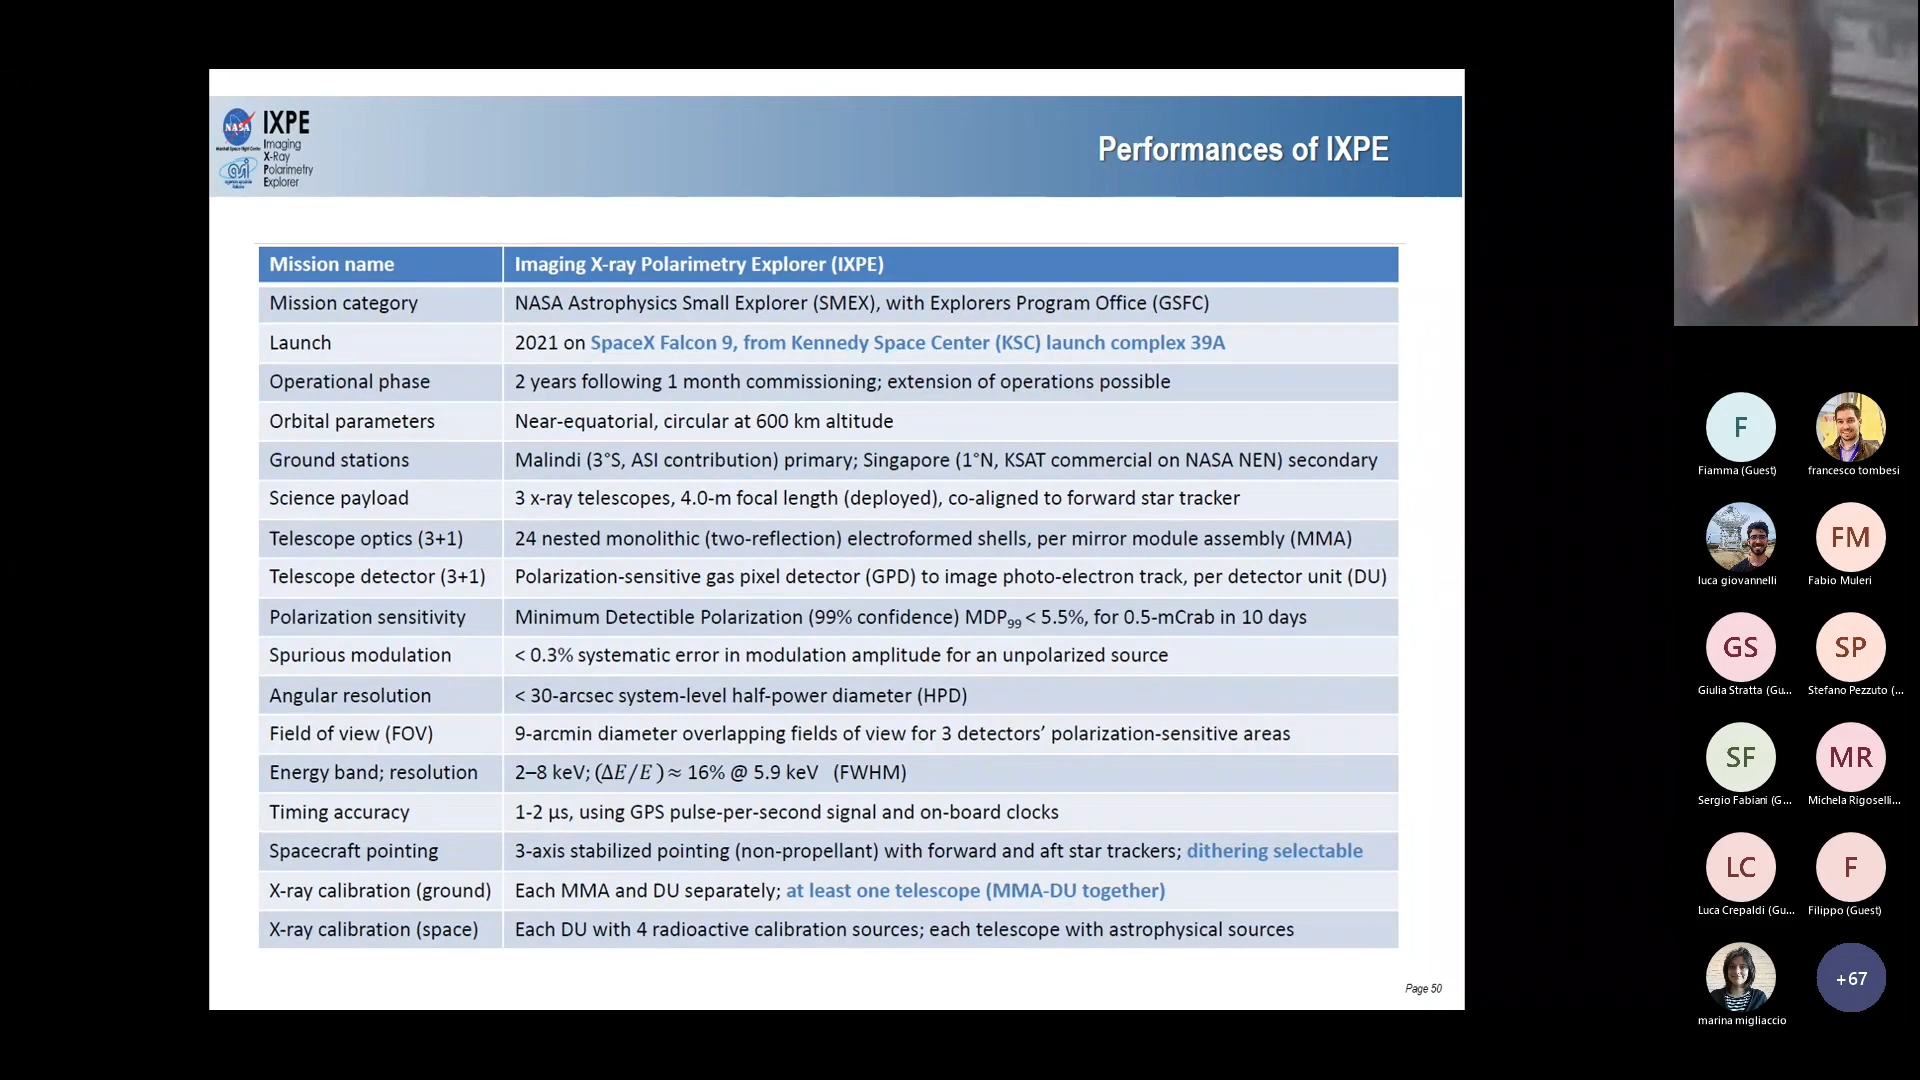 NASA
Marshall Space Flight Center
asi
IXPE
Imaging
X-Ray
Polarimetry
Explorer
Performances of IXPE
Mission name Imaging X-ray Polarimetry Explorer (IXPE)
Mission category NASA Astrophysics Small Explorer (SMEX), with Explorers Program Office (GSFC)
Launch 2021 on SpaceX Falcon 9, from Kennedy Space Center (KSC) launch complex 39A
Operational phase 2 years following 1 month commissioning; extension of operations possible
Orbital parameters Near-equatorial, circular at 600 km altitude
Ground stations Malindi (3°S, ASI contribution) primary; Singapore (1°N, KSAT commercial on NASA NEN) secondary
Science payload 3 x-ray telescopes, 4.0-m focal length (deployed), co-aligned to forward star tracker
Telescope optics (3+1) 24 nested monolithic (two-reflection) electroformed shells, per mirror module assembly (MMA)
Telescope detector (3+1) Polarization-sensitive gas pixel detector (GPD) to image photo-electron track, per detector unit (DU)
Polarization sensitivity Minimum Detectible Polarization (99% confidence) MDP₉₉ < 5.5%, for 0.5-mCrab in 10 days
Spurious modulation < 0.3% systematic error in modulation amplitude for an unpolarized source
Angular resolution < 30-arcsec system-level half-power diameter (HPD)
Field of view (FOV) 9-arcmin diameter overlapping fields of view for 3 detectors’ polarization-sensitive areas
Energy band; resolution 2–8 keV; (ΔE/E) ≈ 16% @ 5.9 keV (FWHM)
Timing accuracy 1-2 µs, using GPS pulse-per-second signal and on-board clocks
Spacecraft pointing 3-axis stabilized pointing (non-propellant) with forward and aft star trackers; dithering selectable
X-ray calibration (ground) Each MMA and DU separately; at least one telescope (MMA-DU together)
X-ray calibration (space) Each DU with 4 radioactive calibration sources; each telescope with astrophysical sources
Page 50
F
Fiamma (Guest) francesco tombesi
FM
luca giovannelli Fabio Muleri
GS SP
Giulia Stratta (Gu... Stefano Pezzuto (...
SF MR
Sergio Fabiani (G... Michela Rigoselli...
LC F
Luca Crepaldi (Gu... Filippo (Guest)
+67
marina migliaccio